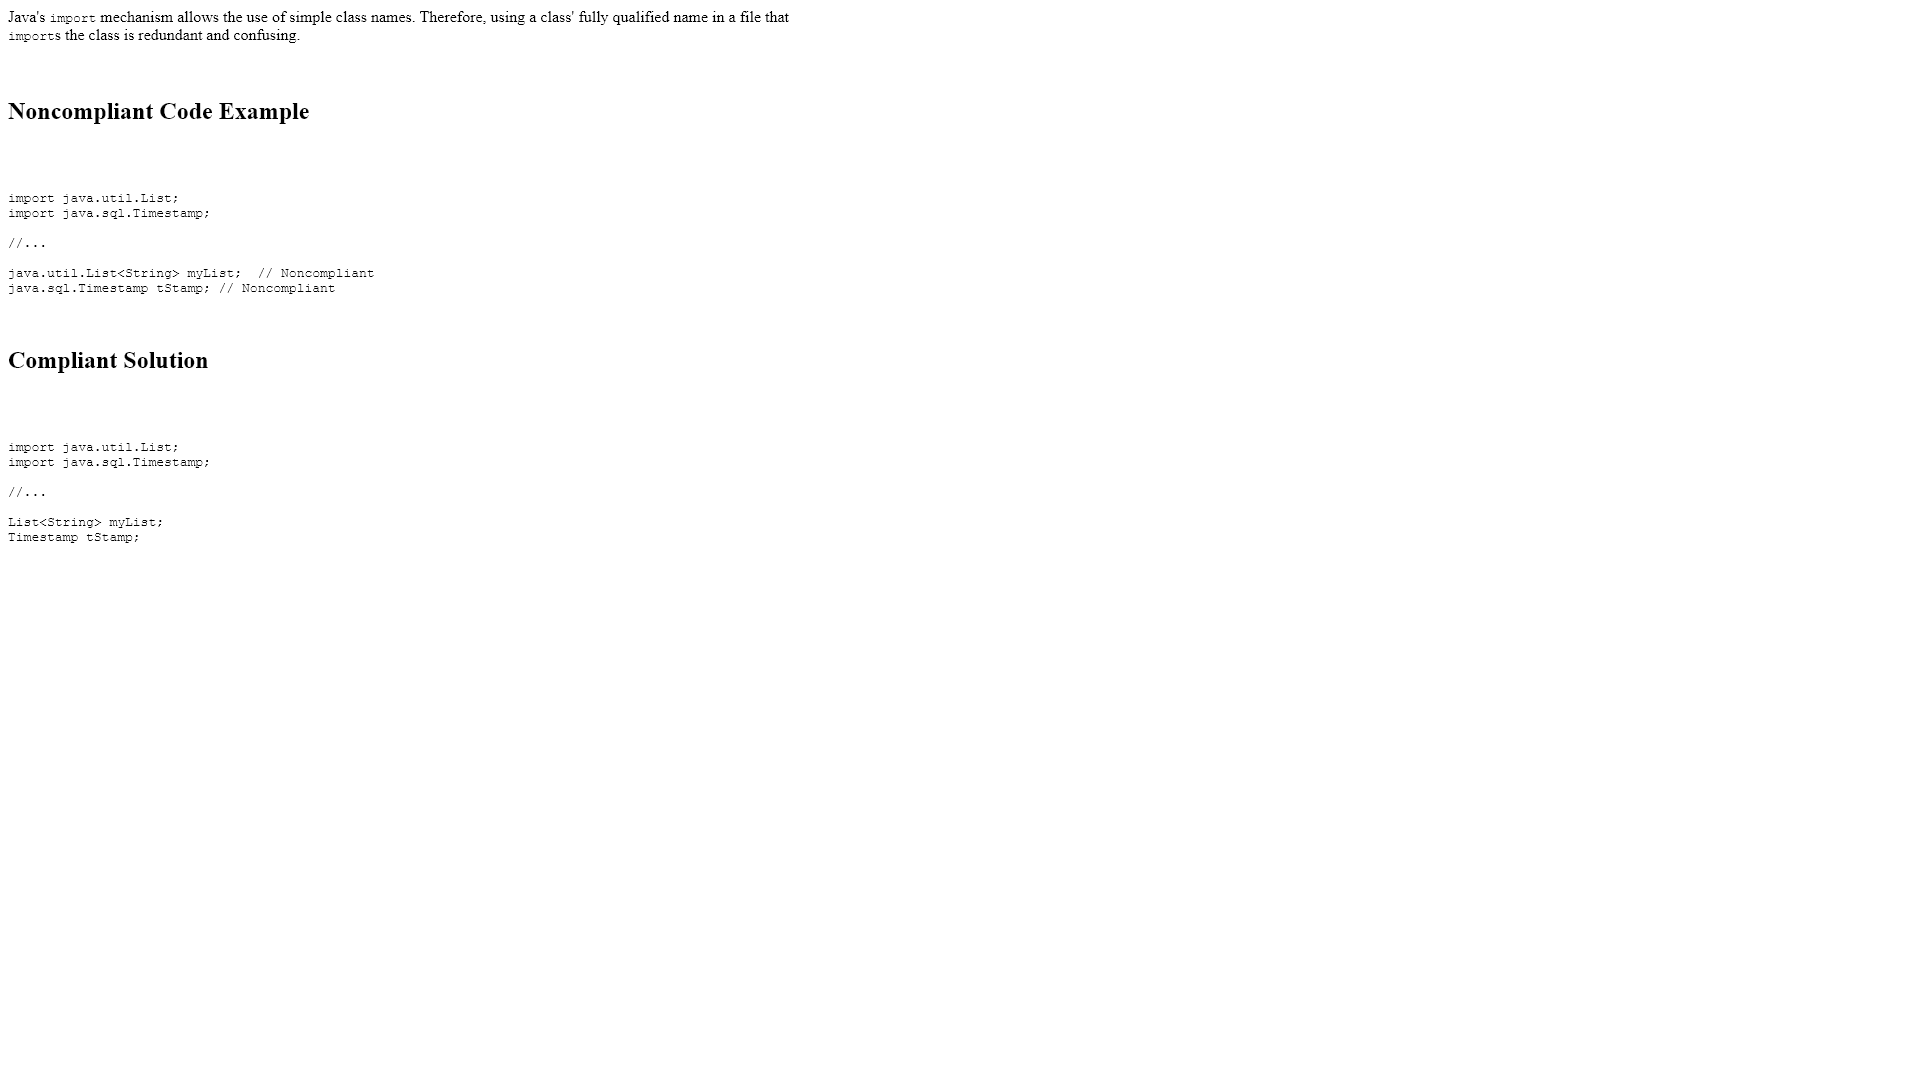 Java's import mechanism allows the use of simple class names. Therefore, using a class' fully qualified name in a file that
imports the class is redundant and confusing.
Noncompliant Code Example
import java.util.List;
import java.sql.Timestamp;
//...
java.util.List<String> myList;  // Noncompliant
java.sql.Timestamp tStamp; // Noncompliant
Compliant Solution
import java.util.List;
import java.sql.Timestamp;
//...
List<String> myList;
Timestamp tStamp;